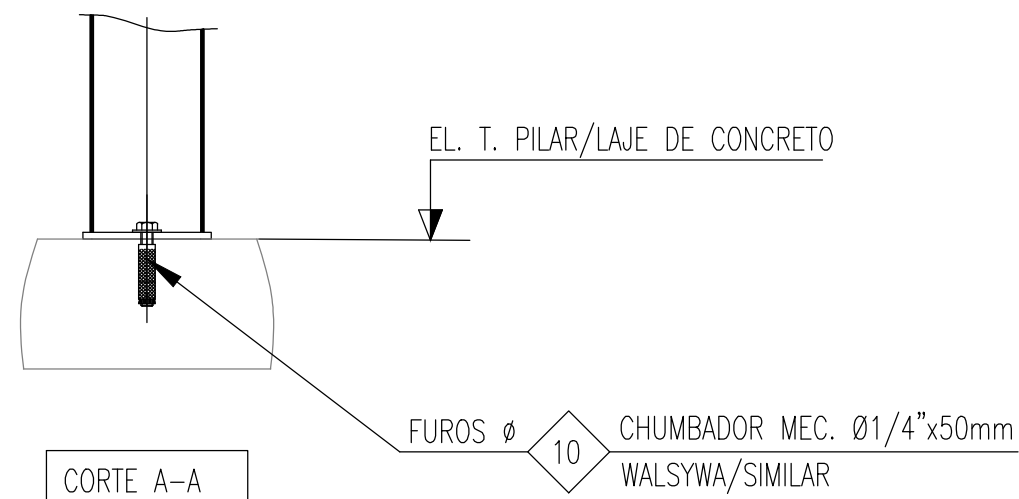 EL. T. PILAR/LAJE DE CONCRETO
FUROS ø 10 CHUMBADOR MEC. Ø1/4"x50mm
WALSYWA/SIMILAR
CORTE A-A